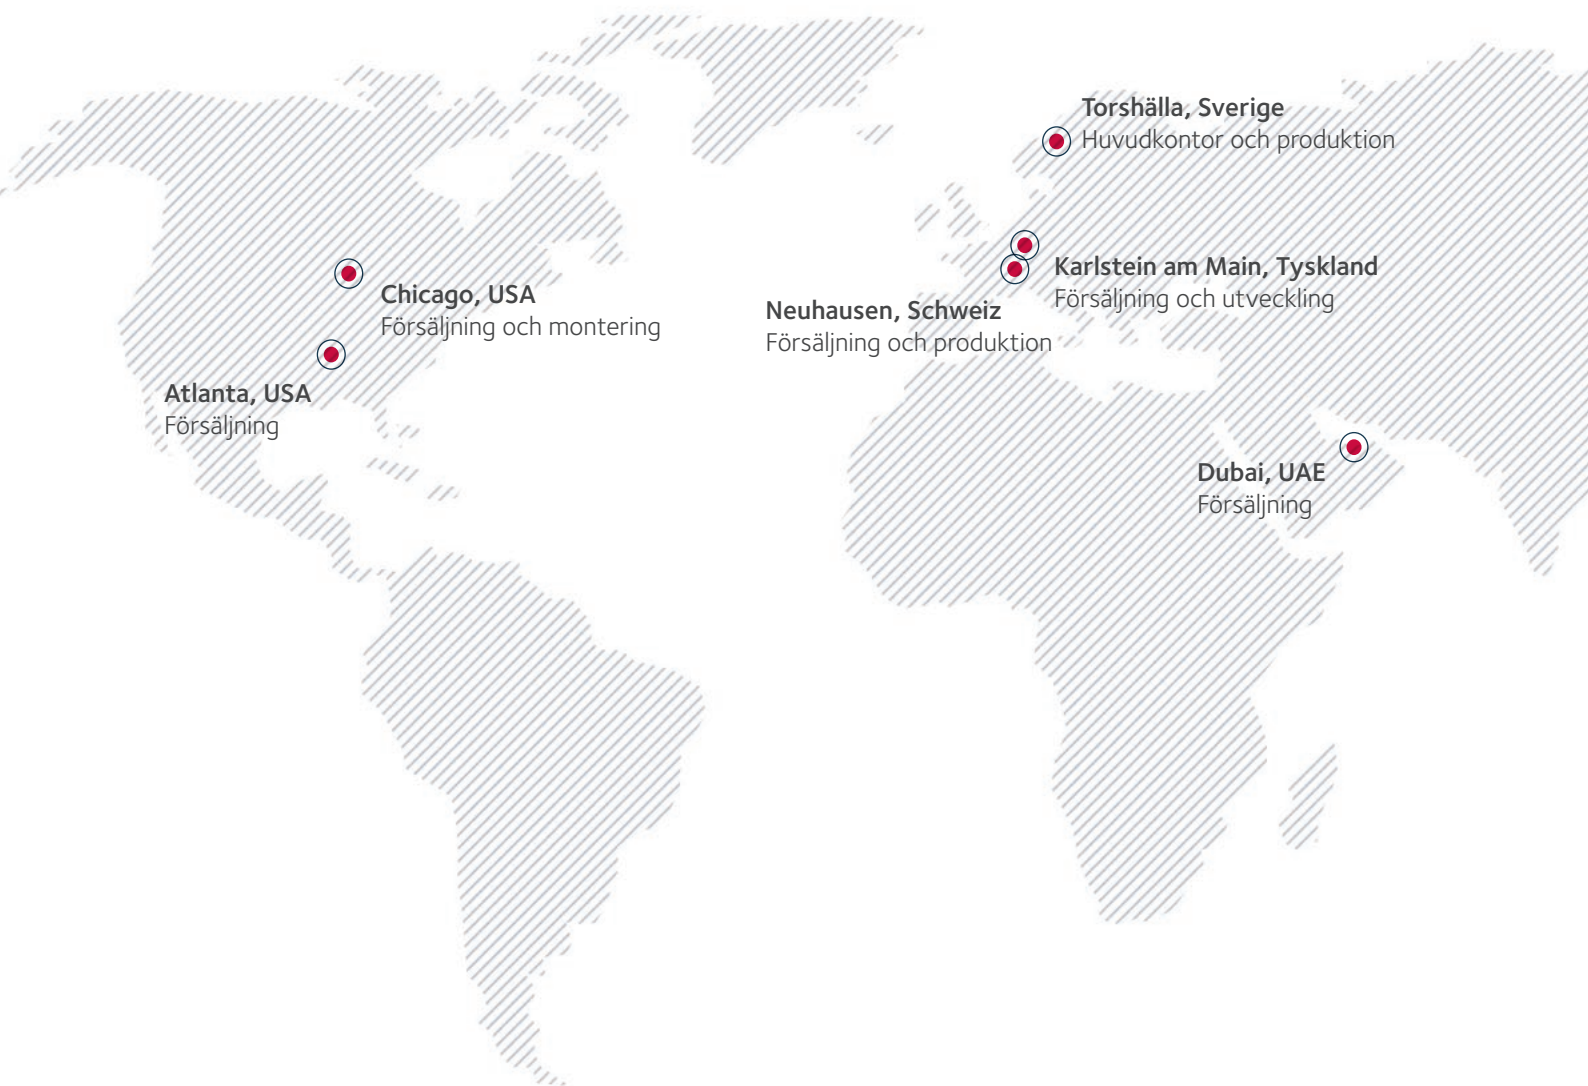 Torshälla, Sverige
Huvudkontor och produktion
Karlstein am Main, Tyskland
Försäljning och utveckling
Neuhausen, Schweiz
Försäljning och produktion
Chicago, USA
Försäljning och montering
Atlanta, USA
Försäljning
Dubai, UAE
Försäljning